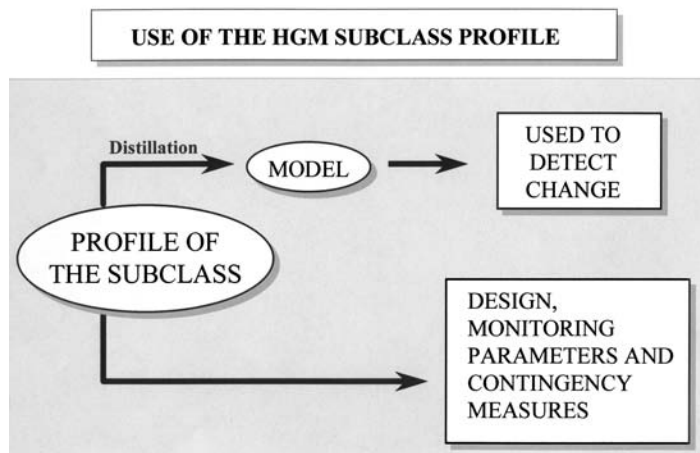 USE OF THE HGM SUBCLASS PROFILE
Distillation
MODEL
USED TO
DETECT
CHANGE
PROFILE OF
THE SUBCLASS
DESIGN,
MONITORING
PARAMETERS AND
CONTINGENCY
MEASURES